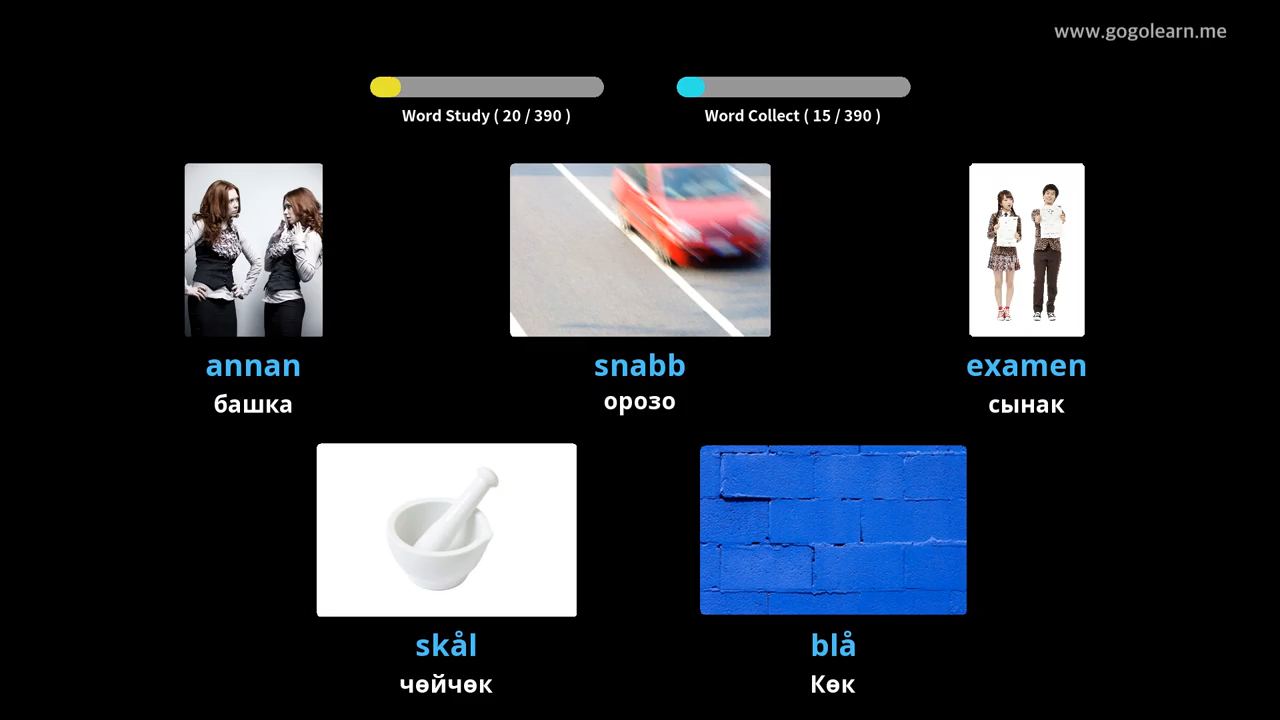 www.gogolearn.me
Word Study ( 20 / 390 )
Word Collect ( 15 / 390 )
annan
башка
snabb
орозо
examen
сынак
skål
чөйчөк
blå
Көк